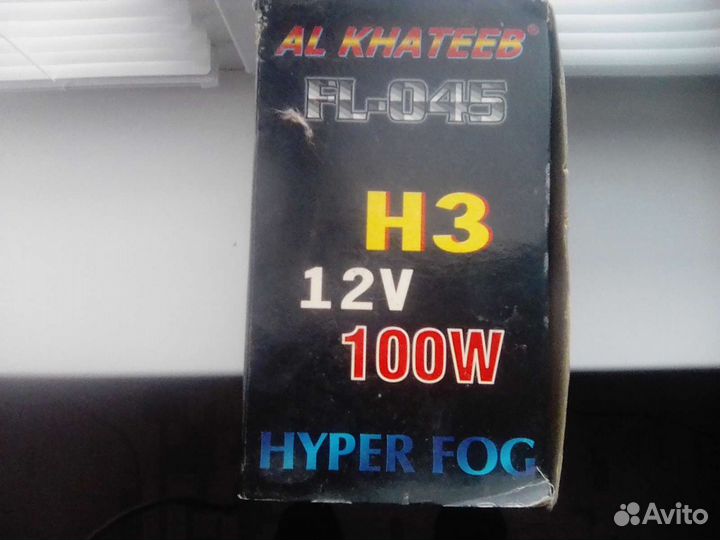 AL KHATEEB®
FL-045
H3
12V
100W
HYPER FOG
Avito